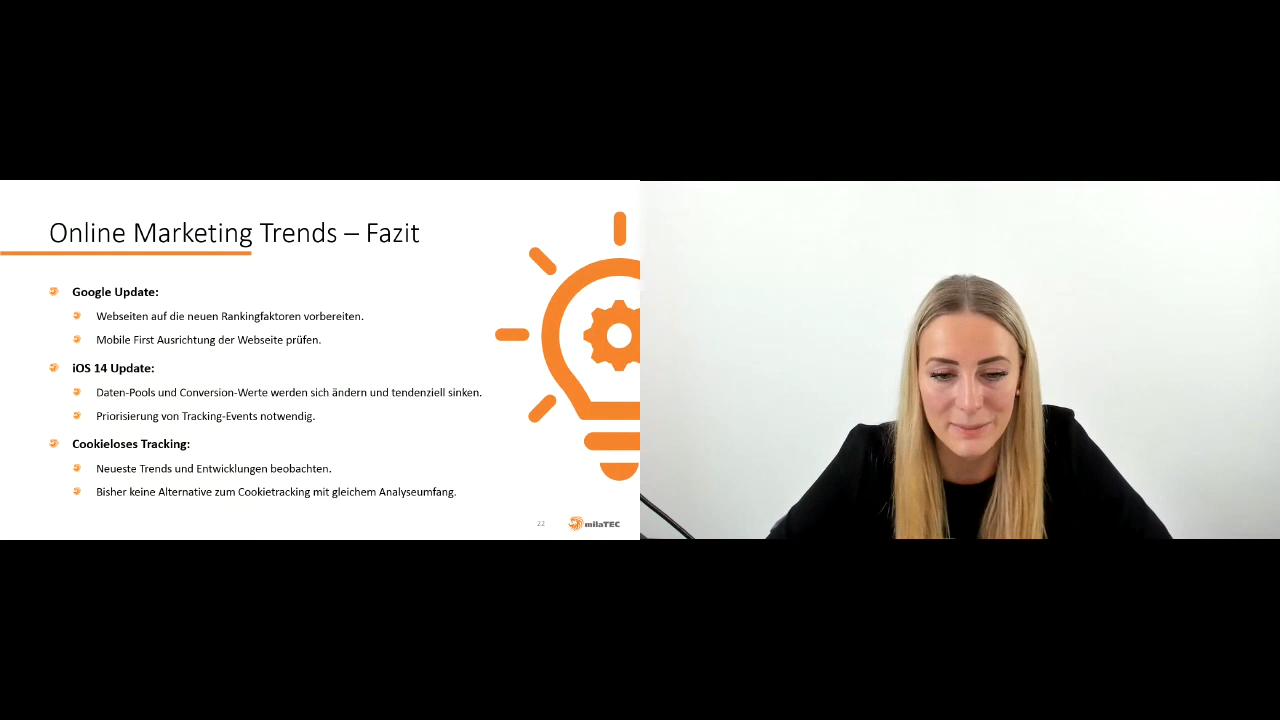 Online Marketing Trends – Fazit
Google Update:
Webseiten auf die neuen Rankingfaktoren vorbereiten.
Mobile First Ausrichtung der Webseite prüfen.
iOS 14 Update:
Daten-Pools und Conversion-Werte werden sich ändern und tendenziell sinken.
Priorisierung von Tracking-Events notwendig.
Cookieloses Tracking:
Neueste Trends und Entwicklungen beobachten.
Bisher keine Alternative zum Cookietracking mit gleichem Analyseumfang.
22
milaTEC